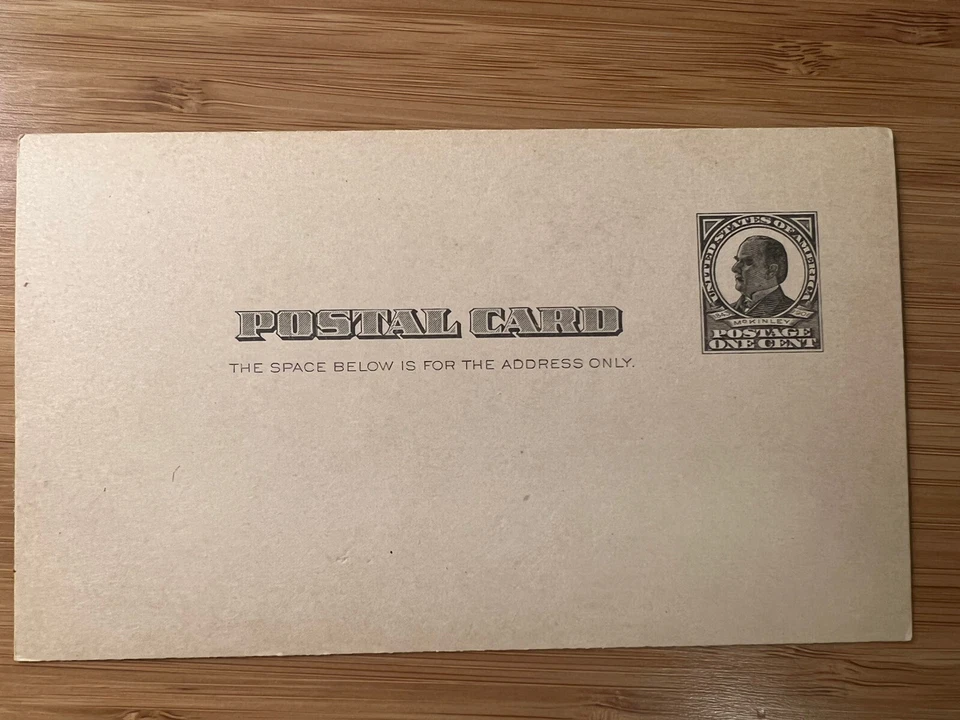 POSTAL CARD
THE SPACE BELOW IS FOR THE ADDRESS ONLY.
UNITED STATES OF AMERICA
McKINLEY
POSTAGE
ONE CENT